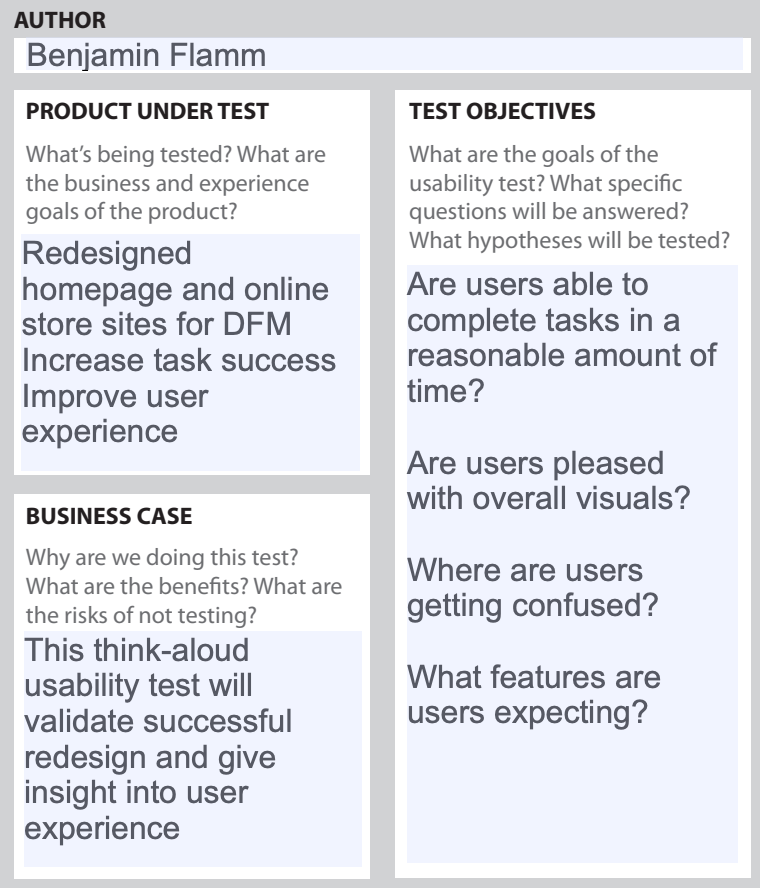 AUTHOR
Benjamin Flamm
PRODUCT UNDER TEST
What’s being tested? What are
the business and experience
goals of the product?
Redesigned
homepage and online
store sites for DFM
Increase task success
Improve user
experience
BUSINESS CASE
Why are we doing this test?
What are the benefits? What are
the risks of not testing?
This think-aloud
usability test will
validate successful
redesign and give
insight into user
experience
TEST OBJECTIVES
What are the goals of the
usability test? What specific
questions will be answered?
What hypotheses will be tested?
Are users able to
complete tasks in a
reasonable amount of
time?
Are users pleased
with overall visuals?
Where are users
getting confused?
What features are
users expecting?